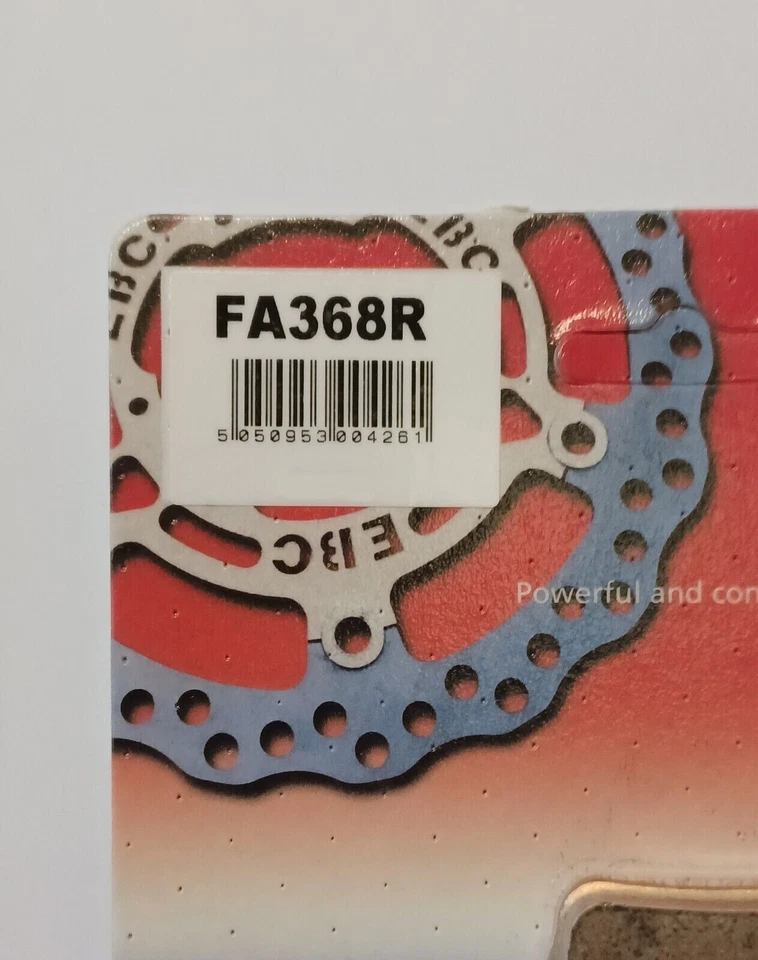 EBC
EBC
FA368R
5 050953 004261
EBC
Powerful and con